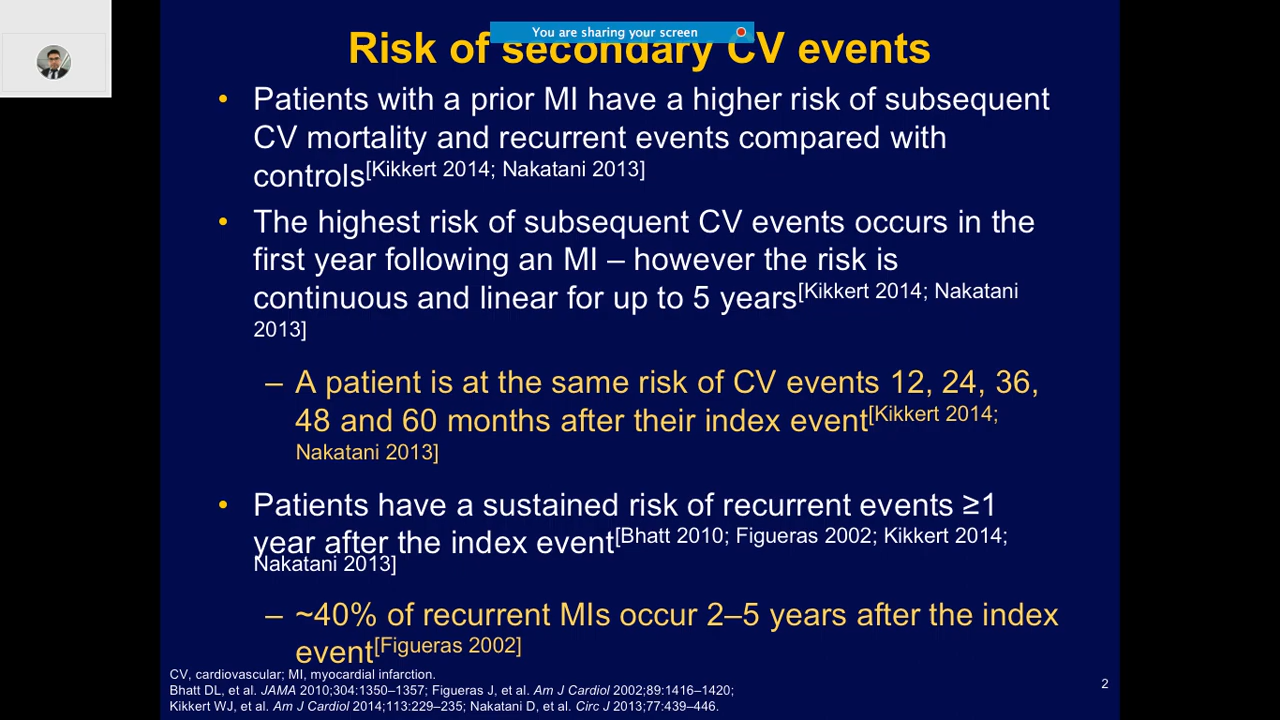 You are sharing your screen
Risk of secondary CV events
• Patients with a prior MI have a higher risk of subsequent
CV mortality and recurrent events compared with
controls[Kikkert 2014; Nakatani 2013]
• The highest risk of subsequent CV events occurs in the
first year following an MI – however the risk is
continuous and linear for up to 5 years[Kikkert 2014; Nakatani
2013]
– A patient is at the same risk of CV events 12, 24, 36,
48 and 60 months after their index event[Kikkert 2014;
Nakatani 2013]
• Patients have a sustained risk of recurrent events ≥1
year after the index event[Bhatt 2010; Figueras 2002; Kikkert 2014;
Nakatani 2013]
– ~40% of recurrent MIs occur 2–5 years after the index
event[Figueras 2002]
CV, cardiovascular; MI, myocardial infarction.
Bhatt DL, et al. JAMA 2010;304:1350–1357; Figueras J, et al. Am J Cardiol 2002;89:1416–1420;
Kikkert WJ, et al. Am J Cardiol 2014;113:229–235; Nakatani D, et al. Circ J 2013;77:439–446.
2